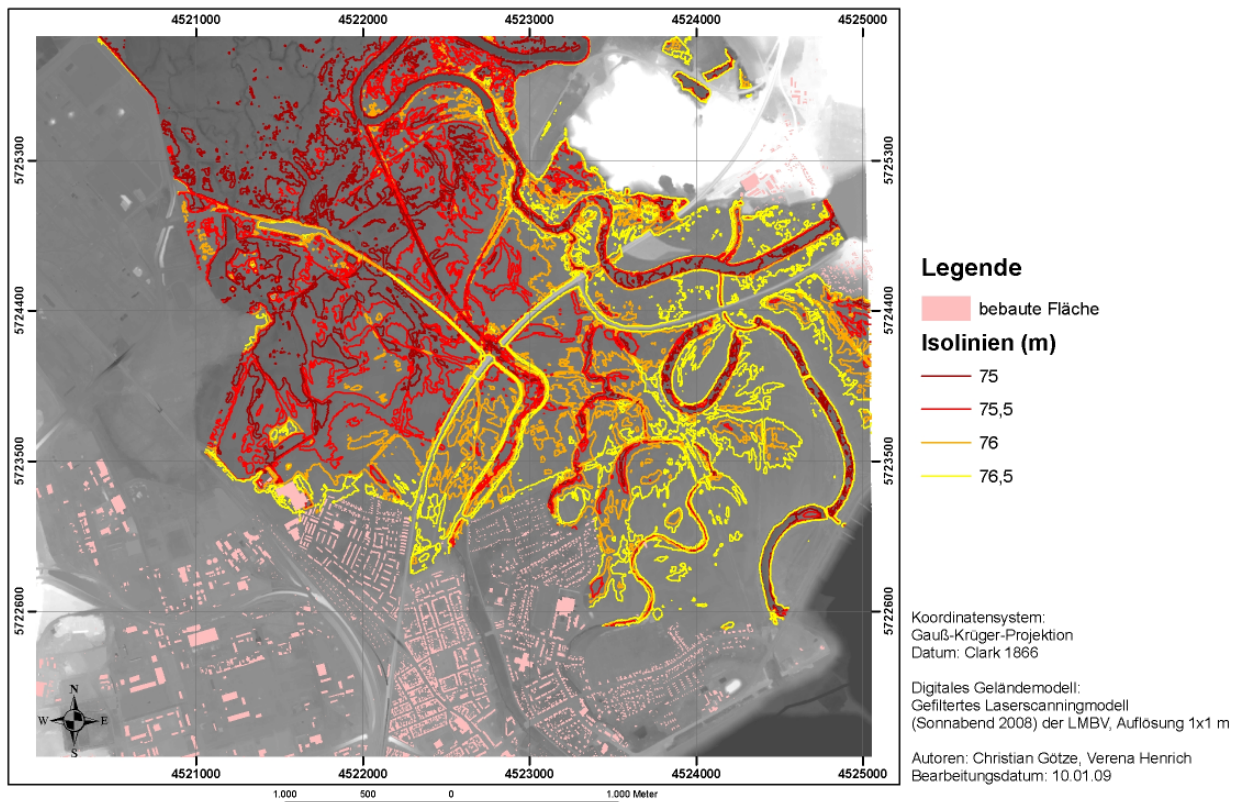 4521000 4522000 4523000 4524000 4525000
5725300
5725300
5724400
5724400
5723500
5723500
5722600
5722600
N
W E
S
4521000 4522000 4523000 4524000 4525000
1.000 500 0 1.000 Meter
Legende
bebaute Fläche
Isolinien (m)
75
75,5
76
76,5
Koordinatensystem:
Gauß-Krüger-Projektion
Datum: Clark 1866
Digitales Geländemodell:
Gefiltertes Laserscanningmodell
(Sonnabend 2008) der LMBV, Auflösung 1x1 m
Autoren: Christian Götze, Verena Henrich
Bearbeitungsdatum: 10.01.09